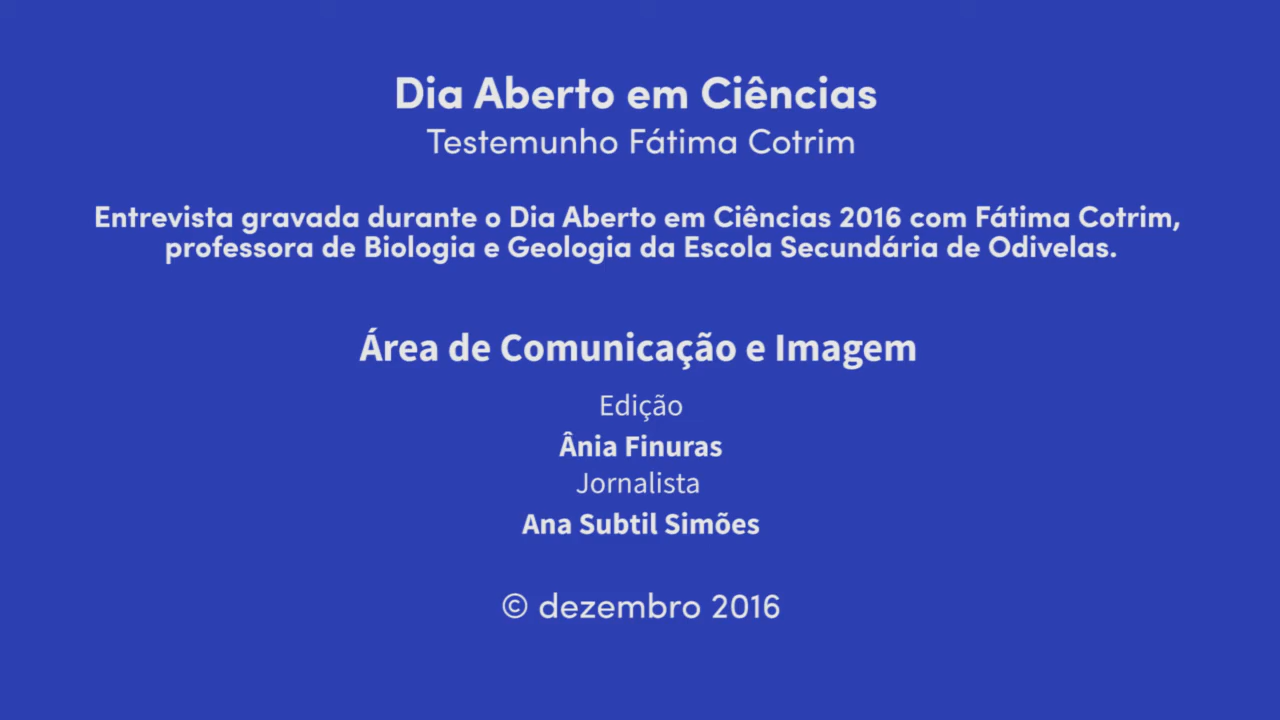 Dia Aberto em Ciências
Testemunho Fátima Cotrim
Entrevista gravada durante o Dia Aberto em Ciências 2016 com Fátima Cotrim,
professora de Biologia e Geologia da Escola Secundária de Odivelas.
Área de Comunicação e Imagem
Edição
Ânia Finuras
Jornalista
Ana Subtil Simões
© dezembro 2016